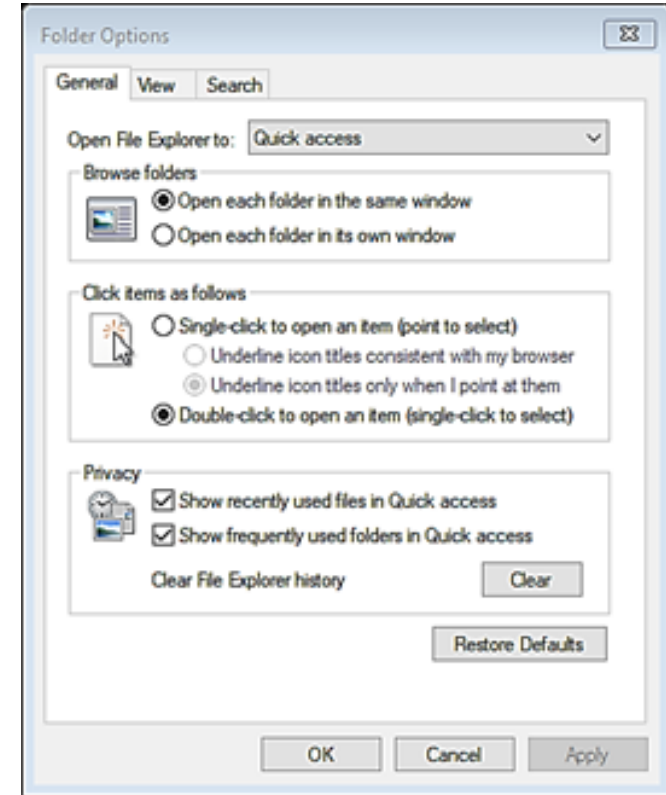 Folder Options
General View Search
Open File Explorer to: Quick access
Browse folders
Open each folder in the same window
Open each folder in its own window
Click items as follows
Single-click to open an item (point to select)
Underline icon titles consistent with my browser
Underline icon titles only when I point at them
Double-click to open an item (single-click to select)
Privacy
Show recently used files in Quick access
Show frequently used folders in Quick access
Clear File Explorer history Clear
Restore Defaults
OK Cancel Apply